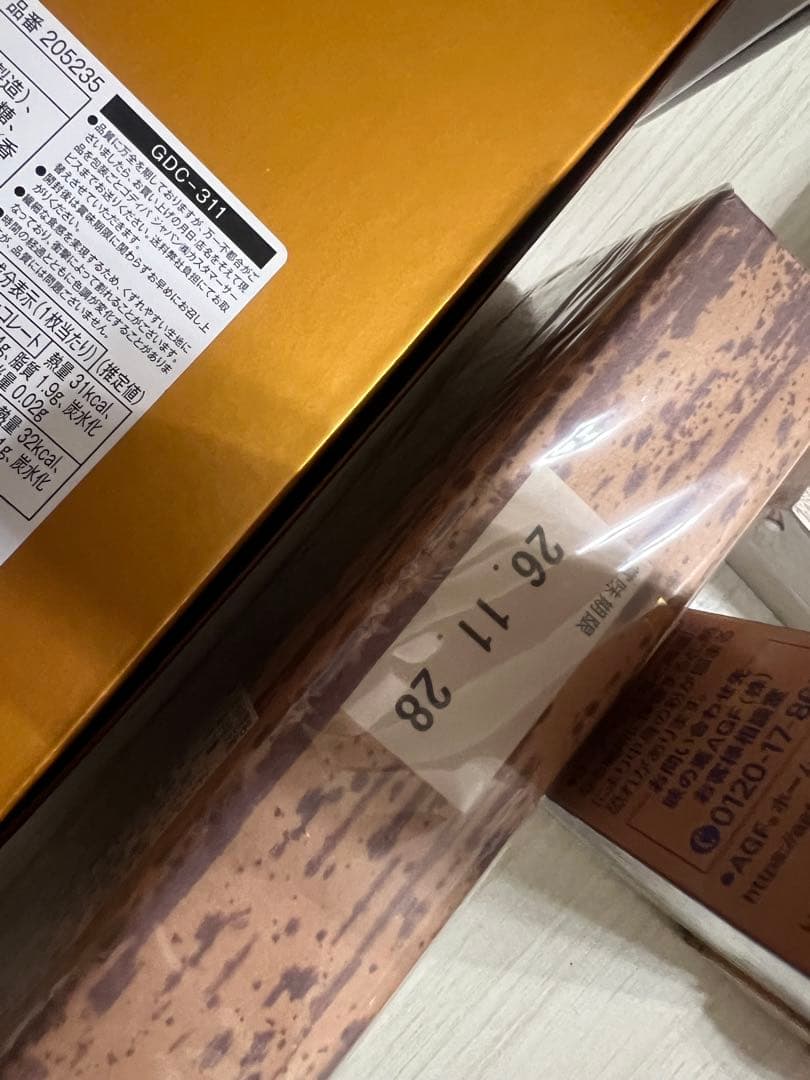 品番 205235
製造)、
糖、
香
GDC-311
●品質に万全を期しておりますが、万一不都合がご
ざいましたら、お買い上げの月日・店名をそえて現
品を包装ごとゴディバ ジャパン㈱カスタマーサー
ビスまでお送りください。送料弊社負担にてお取
替えさせていただきます。
●開封後は賞味期限に関わらずお早めにお召し上
がりください。
●繊細な食感を実現するため、くずれやすい生地に
なっており、衝撃によって割れることがございます。
時間の経過とともに色調が変化することがありま
が、品質には問題ございません。
分表示(1枚当たり)(推定値)
コレート 熱量 31kcal、
g、脂質 1.9g、炭水化
量 0.02g
熱量 32kcal、
g、炭水化
賞味期限
26.11.28
お問い合わせ先
味の素AGF(株)
お客様相談室
0120-17-8
●AGF®ホーム
https://a